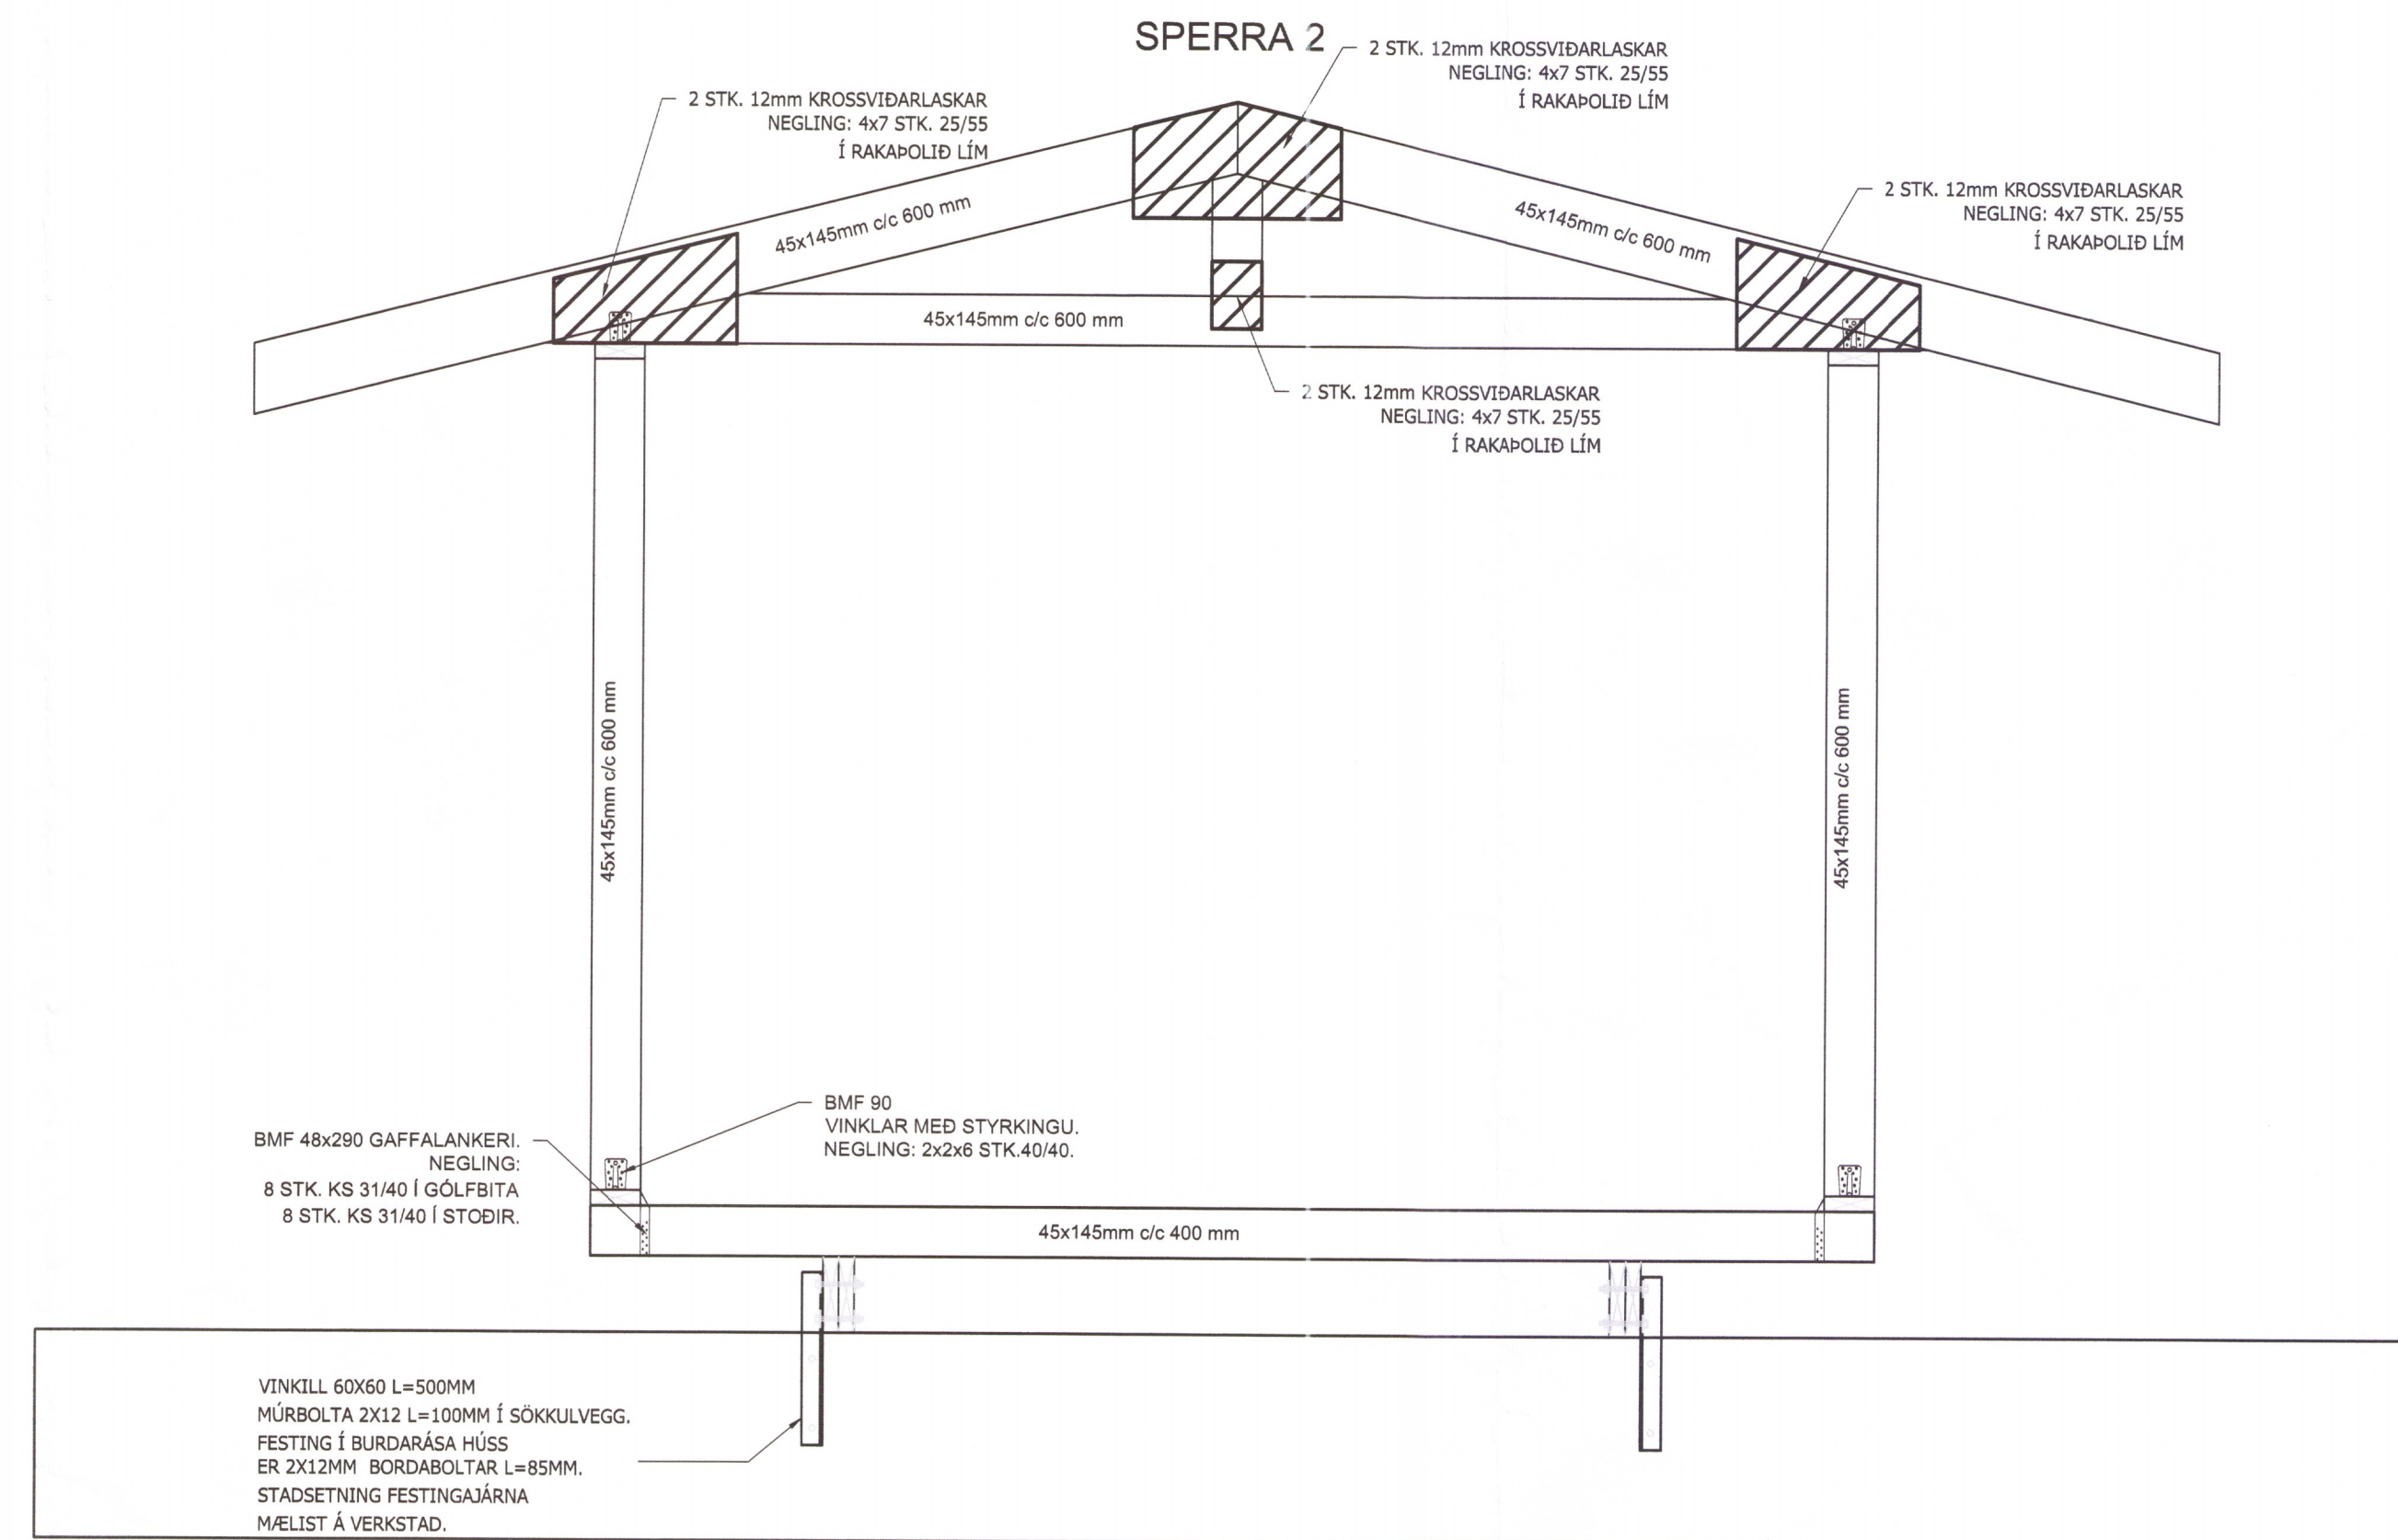 SPERRA 2
2 STK. 12mm KROSSVIÐARLASKAR
NEGLING: 4x7 STK. 25/55
Í RAKAÞOLIÐ LÍM
2 STK. 12mm KROSSVIÐARLASKAR
NEGLING: 4x7 STK. 25/55
Í RAKAÞOLIÐ LÍM
2 STK. 12mm KROSSVIÐARLASKAR
NEGLING: 4x7 STK. 25/55
Í RAKAÞOLIÐ LÍM
45x145mm c/c 600 mm
45x145mm c/c 600 mm
45x145mm c/c 600 mm
2 STK. 12mm KROSSVIÐARLASKAR
NEGLING: 4x7 STK. 25/55
Í RAKAÞOLIÐ LÍM
45x145mm c/c 600 mm
45x145mm c/c 600 mm
BMF 90
VINKLAR MEÐ STYRKINGU.
NEGLING: 2x2x6 STK.40/40.
BMF 48x290 GAFFALANKERI.
NEGLING:
8 STK. KS 31/40 Í GÓLFBITA
8 STK. KS 31/40 Í STOÐIR.
45x145mm c/c 400 mm
VINKILL 60X60 L=500MM
MÚRBOLTA 2X12 L=100MM Í SÖKKULVEGG.
FESTING Í BURDARÁSA HÚSS
ER 2X12MM BORDABOLTAR L=85MM.
STADSETNING FESTINGAJÁRNA
MÆLIST Á VERKSTAD.